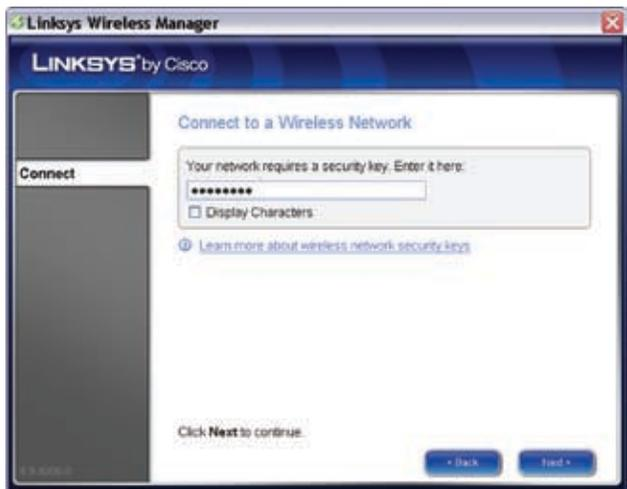 Linksys Wireless Manager
LINKSYS® by Cisco
Connect to a Wireless Network
Connect
Your network requires a security key. Enter it here:
Display Characters
Learn more about wireless network security keys
Click Next to continue.
Back
Next